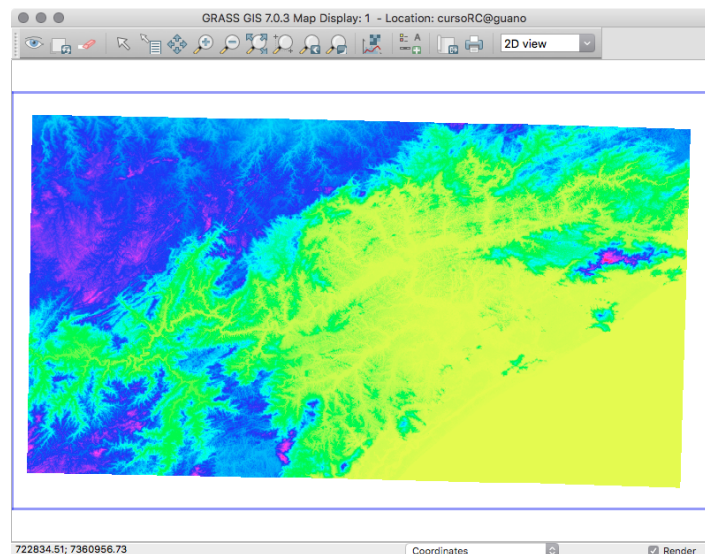 GRASS GIS 7.0.3 Map Display: 1 - Location: cursoRC@guano
2D view
722834.51; 7360956.73
Coordinates
Render